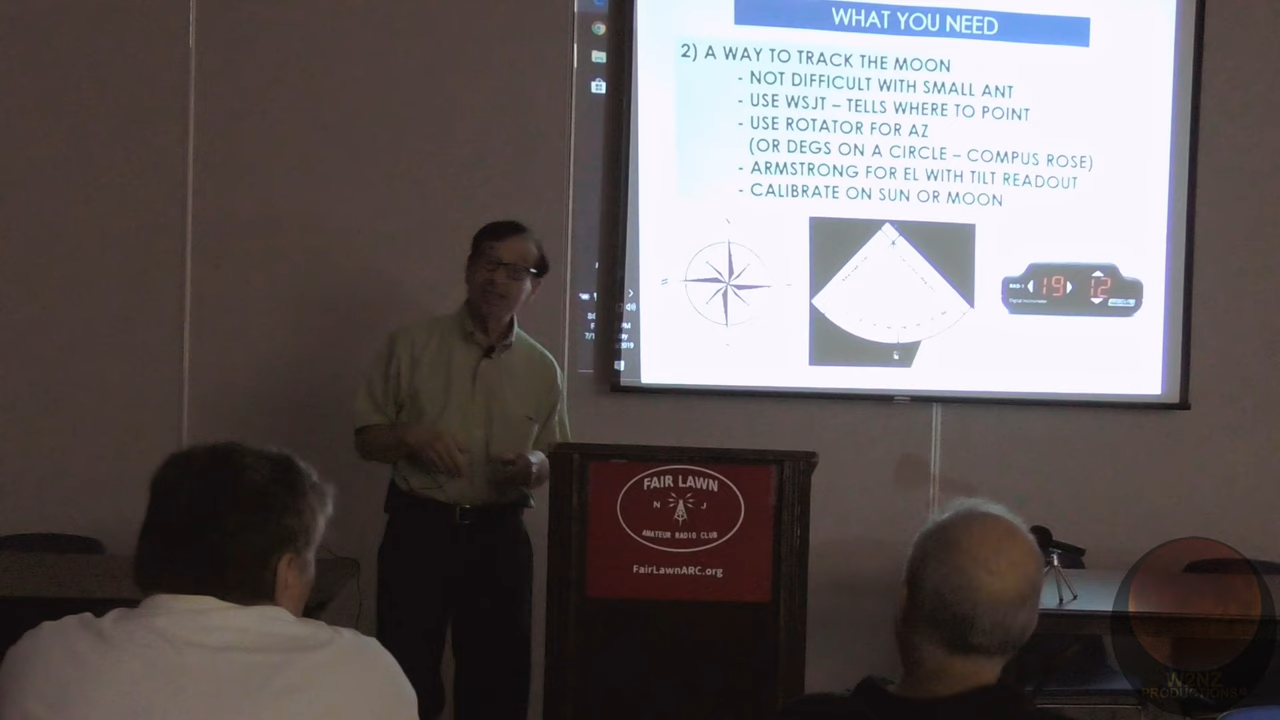 WHAT YOU NEED
2) A WAY TO TRACK THE MOON
- NOT DIFFICULT WITH SMALL ANT
- USE WSJT – TELLS WHERE TO POINT
- USE ROTATOR FOR AZ
(OR DEGS ON A CIRCLE – COMPUS ROSE)
- ARMSTRONG FOR EL WITH TILT READOUT
- CALIBRATE ON SUN OR MOON
19 12
FAIR LAWN
N J
AMATEUR RADIO CLUB
FairLawnARC.org
W2NZ
PRODUCTIONS